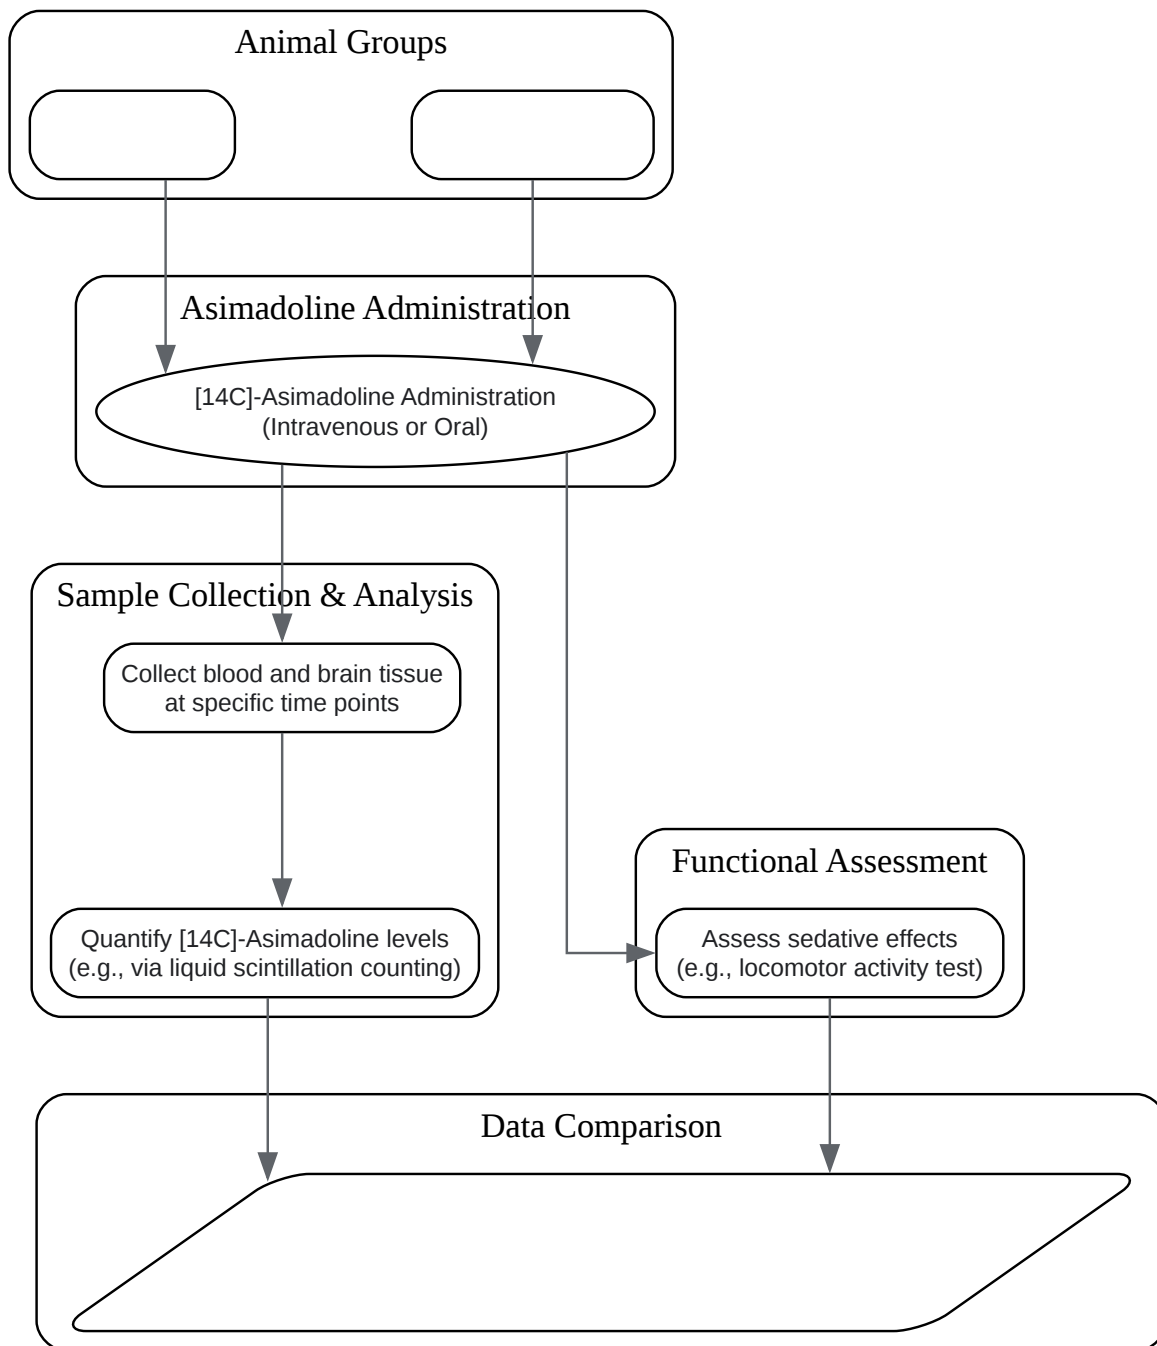 Animal Groups
Asimadoline Administration
[14C]-Asimadoline Administration
(Intravenous or Oral)
Sample Collection & Analysis
Collect blood and brain tissue
at specific time points
Quantify [14C]-Asimadoline levels
(e.g., via liquid scintillation counting)
Functional Assessment
Assess sedative effects
(e.g., locomotor activity test)
Data Comparison